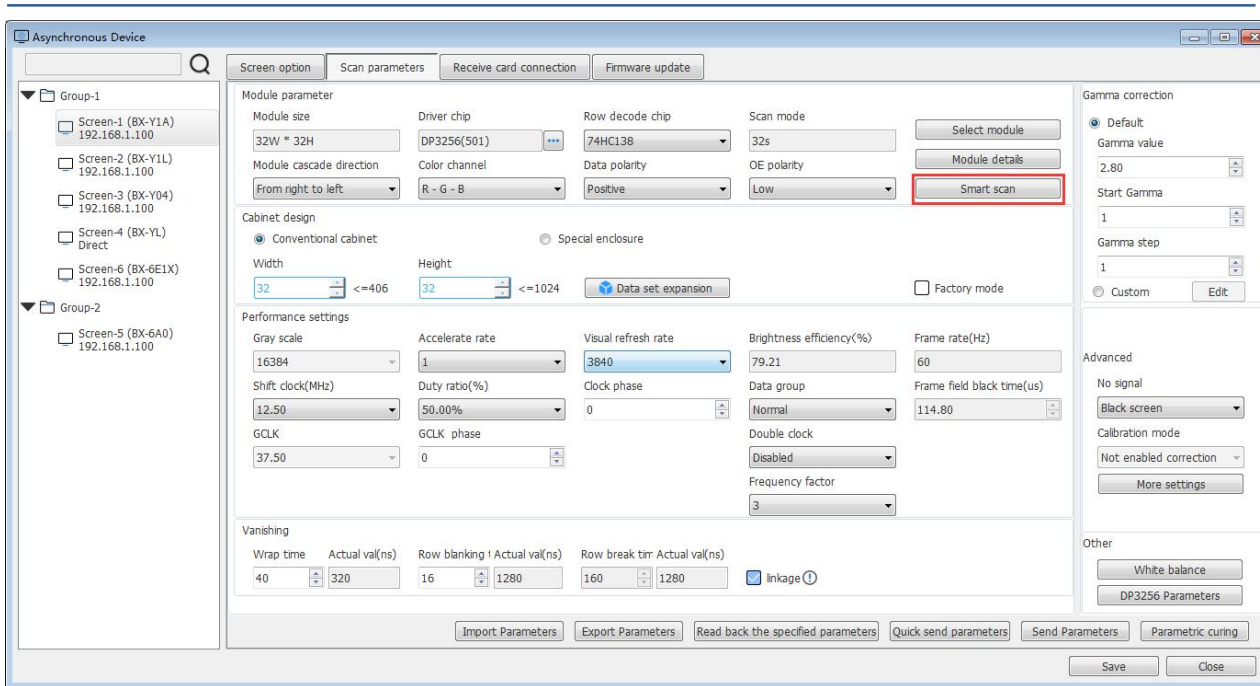 Asynchronous Device
Screen option Scan parameters Receive card connection Firmware update
Group-1
Screen-1 (BX-Y1A)
192.168.1.100
Screen-2 (BX-Y1L)
192.168.1.100
Screen-3 (BX-Y04)
192.168.1.100
Screen-4 (BX-YL)
Direct
Screen-6 (BX-6E1X)
192.168.1.100
Group-2
Screen-5 (BX-6A0)
192.168.1.100
Module parameter
Module size Driver chip Row decode chip Scan mode
32W * 32H DP3256(501) ... 74HC138 32s
Select module
Module cascade direction Color channel Data polarity OE polarity
Module details
From right to left R - G - B Positive Low
Smart scan
Cabinet design
Conventional cabinet Special enclosure
Width Height
32 <=406 32 <=1024 Data set expansion Factory mode
Performance settings
Gray scale Accelerate rate Visual refresh rate Brightness efficiency(%) Frame rate(Hz)
16384 1 3840 79.21 60
Shift clock(MHz) Duty ratio(%) Clock phase Data group Frame field black time(us)
12.50 50.00% 0 Normal 114.80
GCLK GCLK phase Double clock
37.50 0 Disabled
Frequency factor
3
Vanishing
Wrap time Actual val(ns) Row blanking t Actual val(ns) Row break tim Actual val(ns)
40 320 16 1280 160 1280 linkage
Gamma correction
Default
Gamma value
2.80
Start Gamma
1
Gamma step
1
Custom Edit
Advanced
No signal
Black screen
Calibration mode
Not enabled correction
More settings
Other
White balance
DP3256 Parameters
Import Parameters Export Parameters Read back the specified parameters Quick send parameters Send Parameters Parametric curing
Save Close